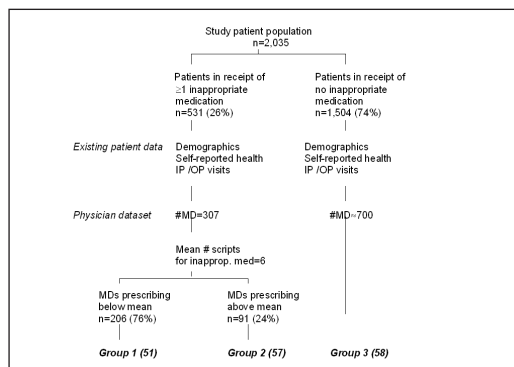 Study patient population
n=2,035
Patients in receipt of
≥1 inappropriate
medication
n=531 (26%)
Patients in receipt of
no inappropriate
medication
n=1,504 (74%)
Existing patient data
Demographics
Self-reported health
IP /OP visits
Demographics
Self-reported health
IP /OP visits
Physician dataset
#MD=307
#MD≈700
Mean # scripts
for inapprop. med=6
MDs prescribing
below mean
n=206 (76%)
MDs prescribing
above mean
n=91 (24%)
Group 1 (51)
Group 2 (57)
Group 3 (58)